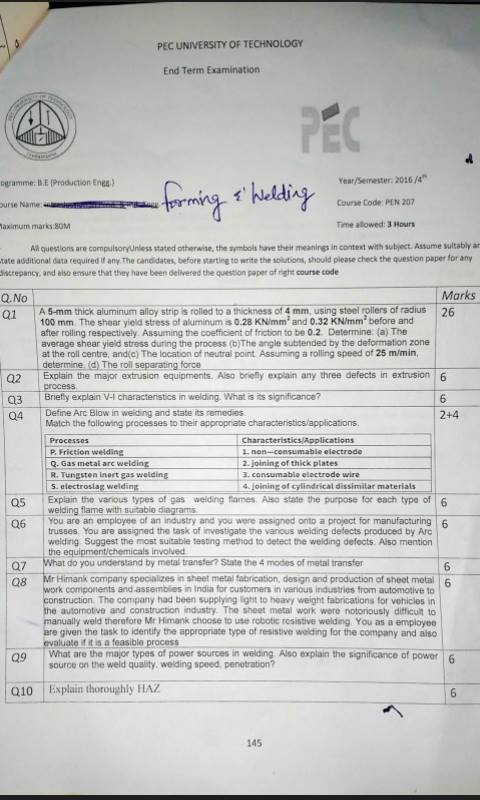 PEC UNIVERSITY OF TECHNOLOGY
End Term Examination
PEC
ogramme: B.E (Production Engg.)
Year/Semester: 2016 /4th
ourse Name:
forming & Welding
Course Code: PEN 207
Maximum marks:80M
Time allowed: 3 Hours
All questions are compulsoryUnless stated otherwise, the symbols have their meanings in context with subject. Assume suitably an
state additional data required if any.The candidates, before starting to write the solutions, should please check the question paper for any
discrepancy, and also ensure that they have been delivered the question paper of right course code
Q.No
Marks
Q1
A 5-mm thick aluminum alloy strip is rolled to a thickness of 4 mm, using steel rollers of radius
26
100 mm. The shear yield stress of aluminum is 0.28 KN/mm² and 0.32 KN/mm² before and
after rolling respectively. Assuming the coefficient of friction to be 0.2. Determine: (a) The
average shear yield stress during the process (b)The angle subtended by the deformation zone
at the roll centre, and(c) The location of neutral point. Assuming a rolling speed of 25 m/min,
determine, (d) The roll separating force
Q2
Explain the major extrusion equipments. Also briefly explain any three defects in extrusion
6
process.
Q3
Briefly explain V-I characteristics in welding. What is its significance?
6
Q4
Define Arc Blow in welding and state its remedies.
2+4
Match the following processes to their appropriate characteristics/applications.
Processes
Characteristics/Applications
P. Friction welding
1. non—consumable electrode
Q. Gas metal arc welding
2. joining of thick plates
R. Tungsten inert gas welding
3. consumable electrode wire
S. electroslag welding
4. joining of cylindrical dissimilar materials
Q5
Explain the various types of gas welding flames. Also state the purpose for each type of
6
welding flame with suitable diagrams.
Q6
You are an employee of an industry and you were assigned onto a project for manufacturing
6
trusses. You are assigned the task of investigate the various welding defects produced by Arc
welding. Suggest the most suitable testing method to detect the welding defects. Also mention
the equipment/chemicals involved.
Q7
What do you understand by metal transfer? State the 4 modes of metal transfer
6
Q8
Mr Himank company specializes in sheet metal fabrication, design and production of sheet metal
6
work components and assemblies in India for customers in various industries from automotive to
construction. The company had been supplying light to heavy weight fabrications for vehicles in
the automotive and construction industry. The sheet metal work were notoriously difficult to
manually weld therefore Mr Himank choose to use robotic resistive welding. You as a employee
are given the task to identify the appropriate type of resistive welding for the company and also
evaluate if it is a feasible process
Q9
What are the major types of power sources in welding. Also explain the significance of power
6
source on the weld quality, welding speed, penetration?
Q10
Explain thoroughly HAZ
6
145